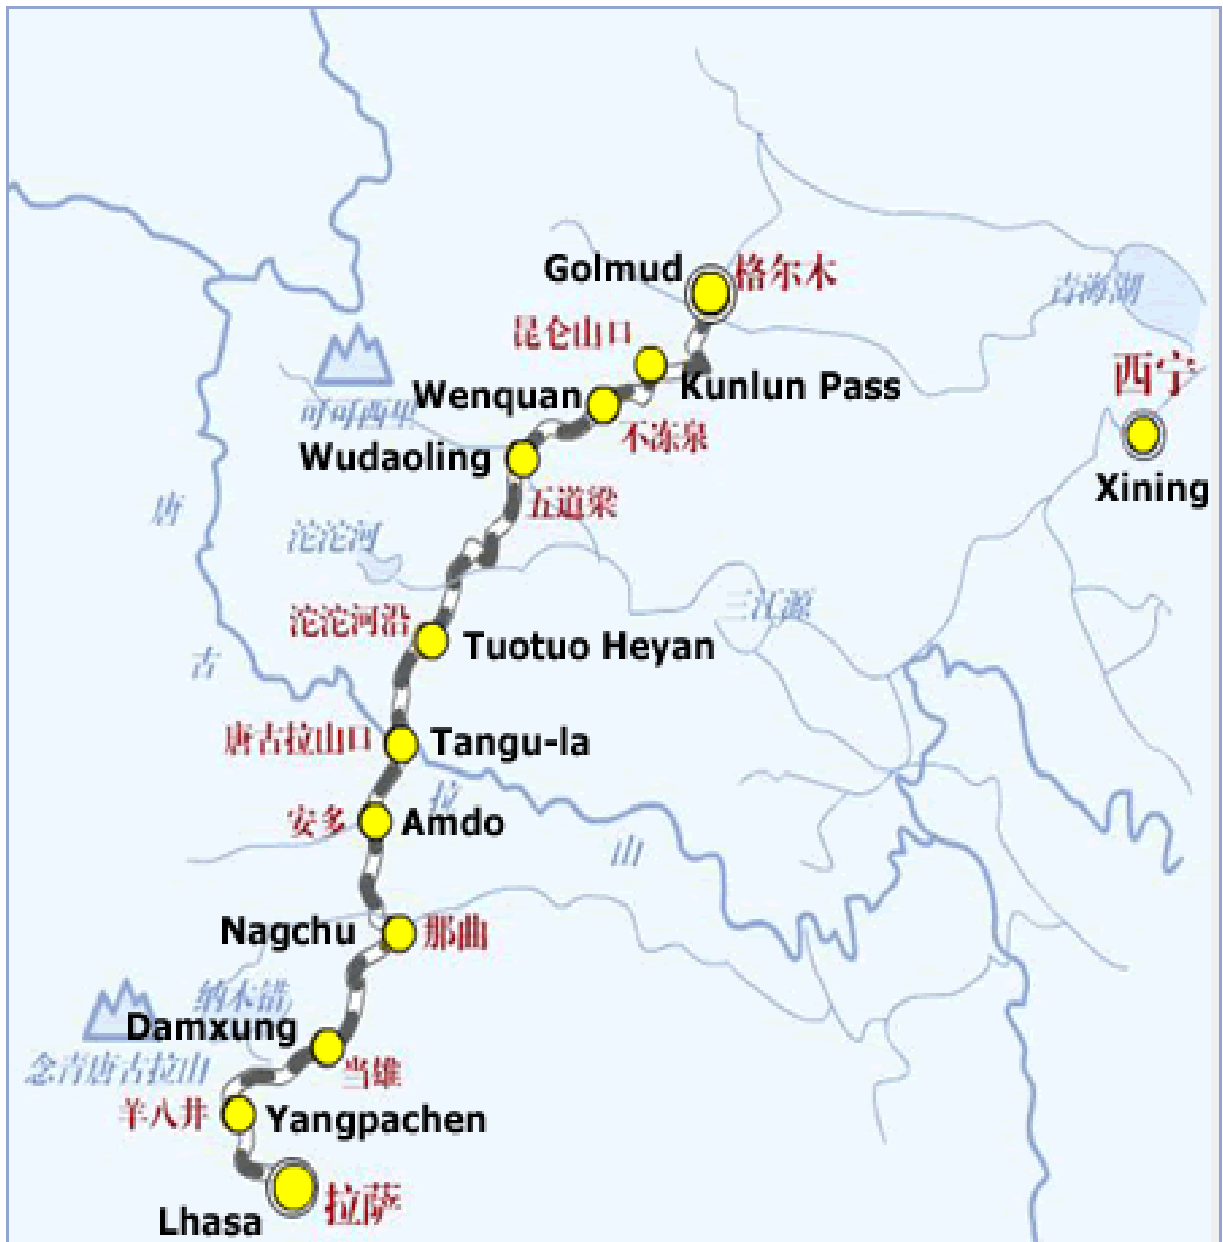 Golmud
格尔木
青海湖
昆仑山口
西宁
Kunlun Pass
Wenquan
可可西里
不冻泉
Wudaoling
Xining
五道梁
唐
沱沱河
三江源
沱沱河沿
Tuotuo Heyan
古
唐古拉山口
Tangu-la
拉
安多
Amdo
山
Nagchu
那曲
纳木错
Damxung
念青唐古拉山
当雄
羊八井
Yangpachen
拉萨
Lhasa